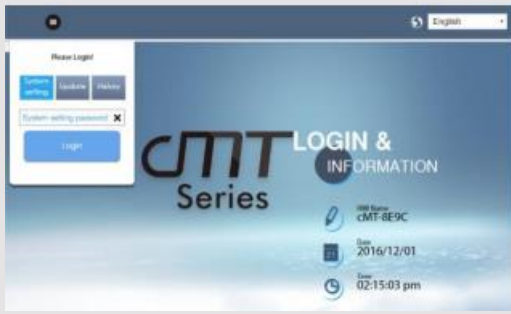 English
Please Login!
System setting
Update
History
System setting password
Login
cMT
Series
LOGIN &
INFORMATION
HMI Name
cMT-8E9C
Date
2016/12/01
Time
02:15:03 pm